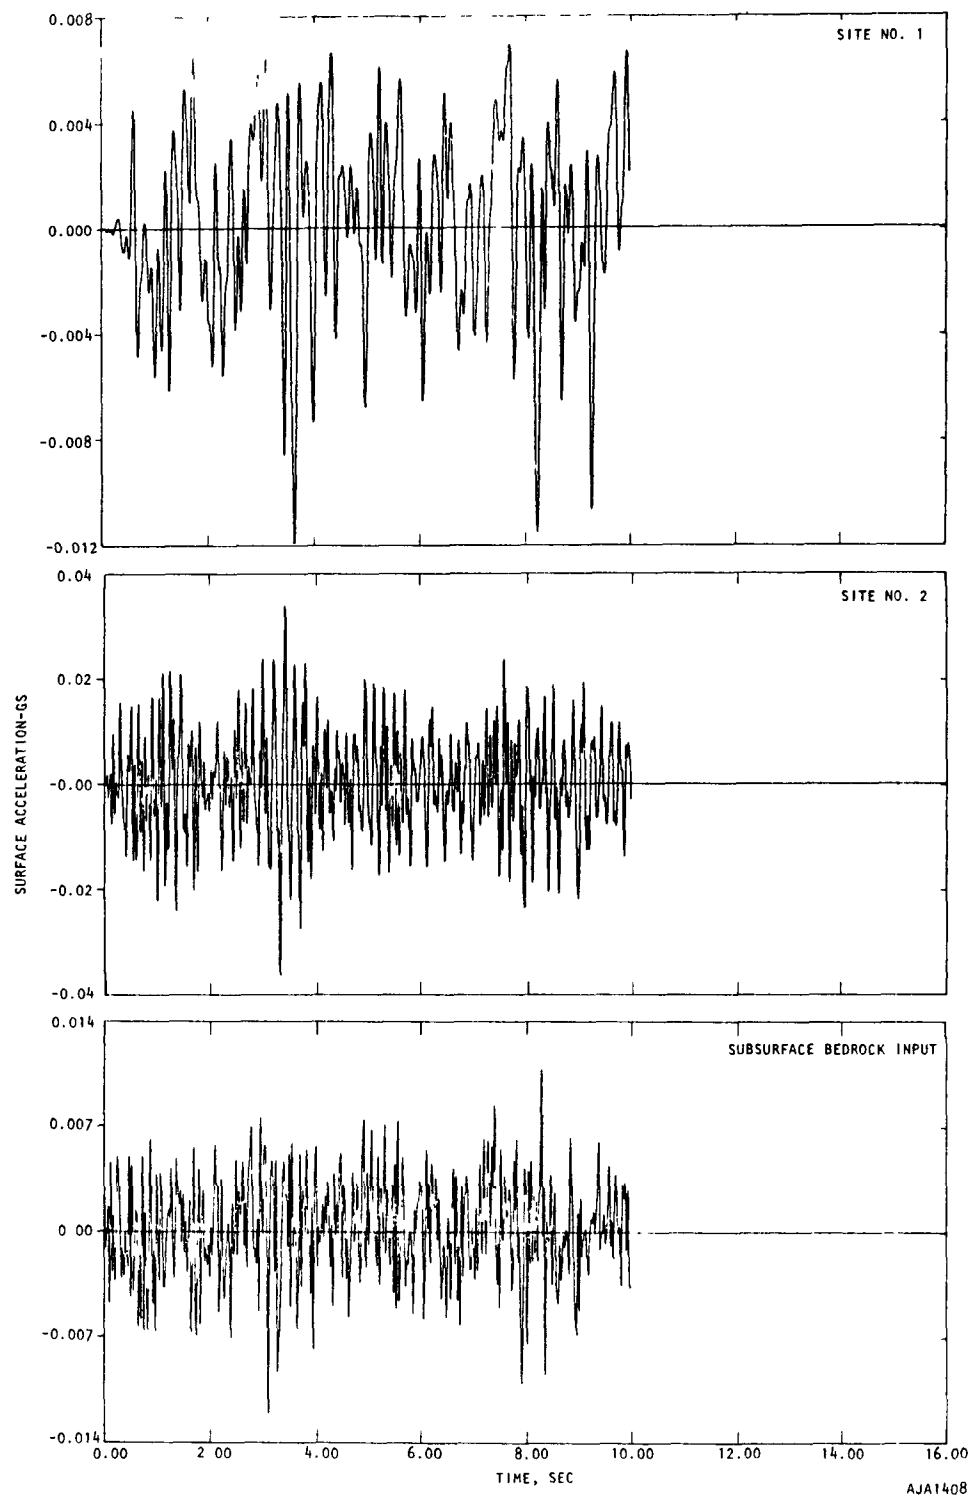 0.008
SITE NO. 1
0.004
0.000
-0.004
-0.008
-0.012
0.04
SITE NO. 2
0.02
-0.00
-0.02
-0.04
SURFACE ACCELERATION-GS
0.014
SUBSURFACE BEDROCK INPUT
0.007
0 00
-0.007
-0.014
0.00 2 00 4.00 6.00 8.00 10.00 12.00 14.00 16.00
TIME, SEC
AJA1408